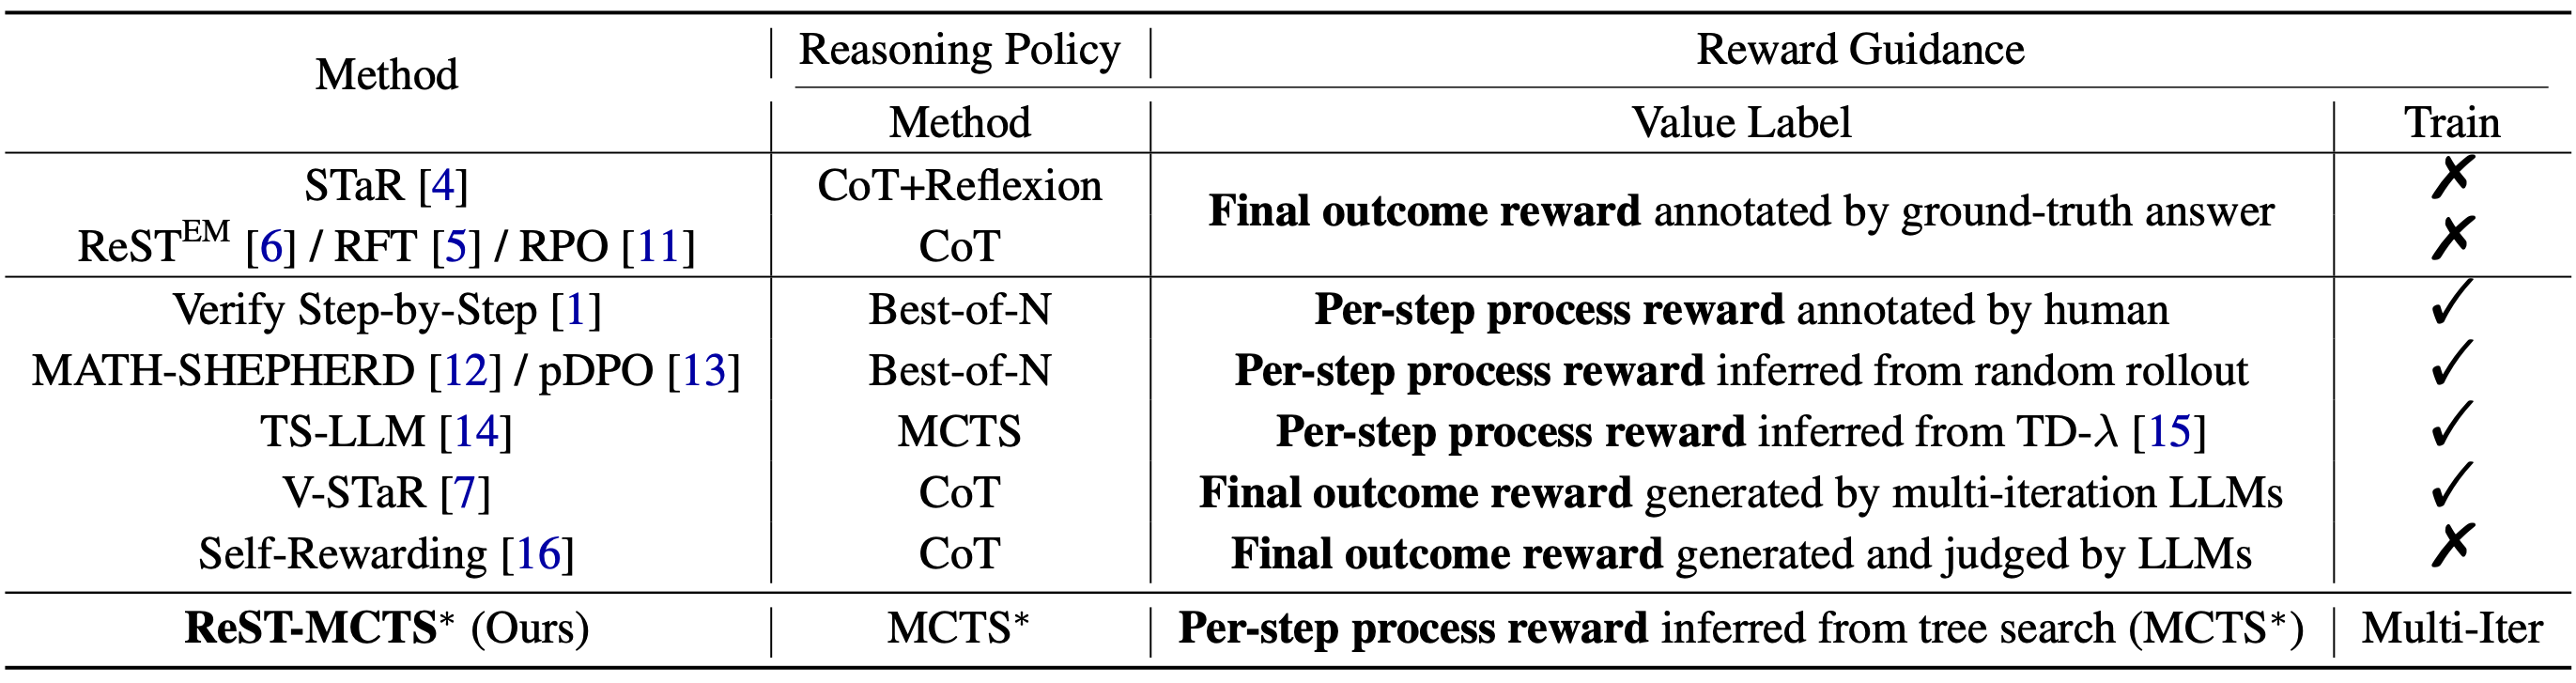 Method | Reasoning Policy | Reward Guidance
Method | Value Label | Train
STaR [4] | CoT+Reflexion | Final outcome reward annotated by ground-truth answer | ✗
ReST^EM [6] / RFT [5] / RPO [11] | CoT | ✗
Verify Step-by-Step [1] | Best-of-N | Per-step process reward annotated by human | ✓
MATH-SHEPHERD [12] / pDPO [13] | Best-of-N | Per-step process reward inferred from random rollout | ✓
TS-LLM [14] | MCTS | Per-step process reward inferred from TD-λ [15] | ✓
V-STaR [7] | CoT | Final outcome reward generated by multi-iteration LLMs | ✓
Self-Rewarding [16] | CoT | Final outcome reward generated and judged by LLMs | ✗
ReST-MCTS* (Ours) | MCTS* | Per-step process reward inferred from tree search (MCTS*) | Multi-Iter